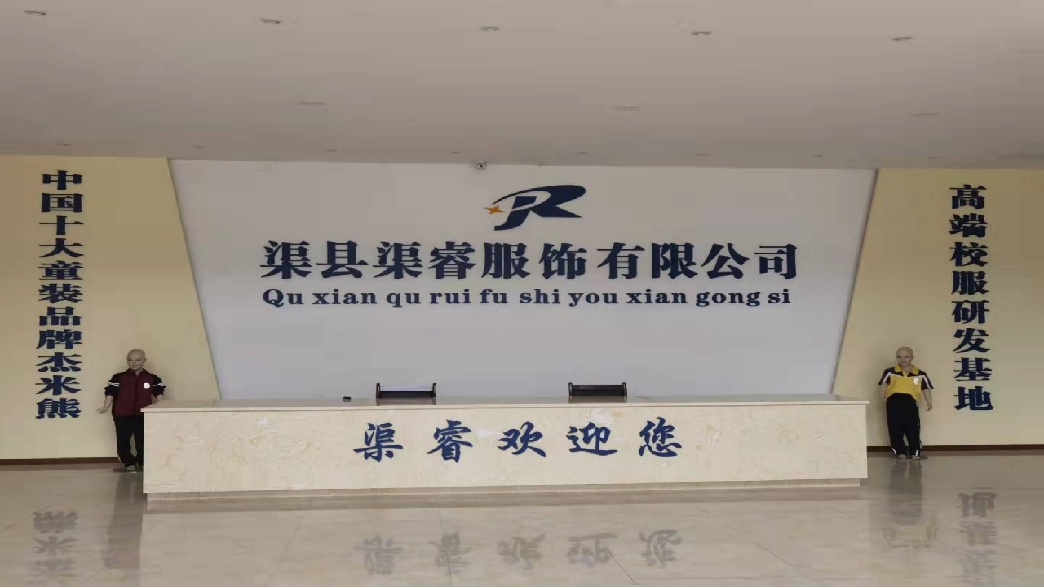 中国十大童装品牌杰米熊
渠县渠睿服饰有限公司
Qu xian qu rui fu shi you xian gong si
高端校服研发基地
渠睿欢迎您